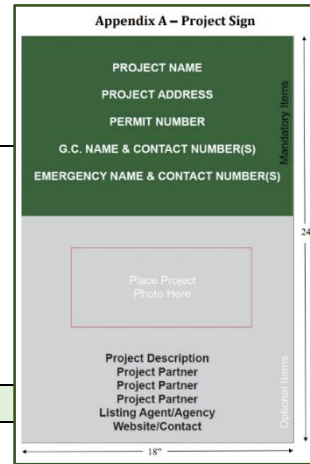 Appendix A – Project Sign
PROJECT NAME
PROJECT ADDRESS
PERMIT NUMBER
G.C. NAME & CONTACT NUMBER(S)
EMERGENCY NAME & CONTACT NUMBER(S)
Mandatory Items
24
Place Project
Photo Here
Project Description
Project Partner
Project Partner
Project Partner
Listing Agent/Agency
Website/Contact
Optional Items
18"